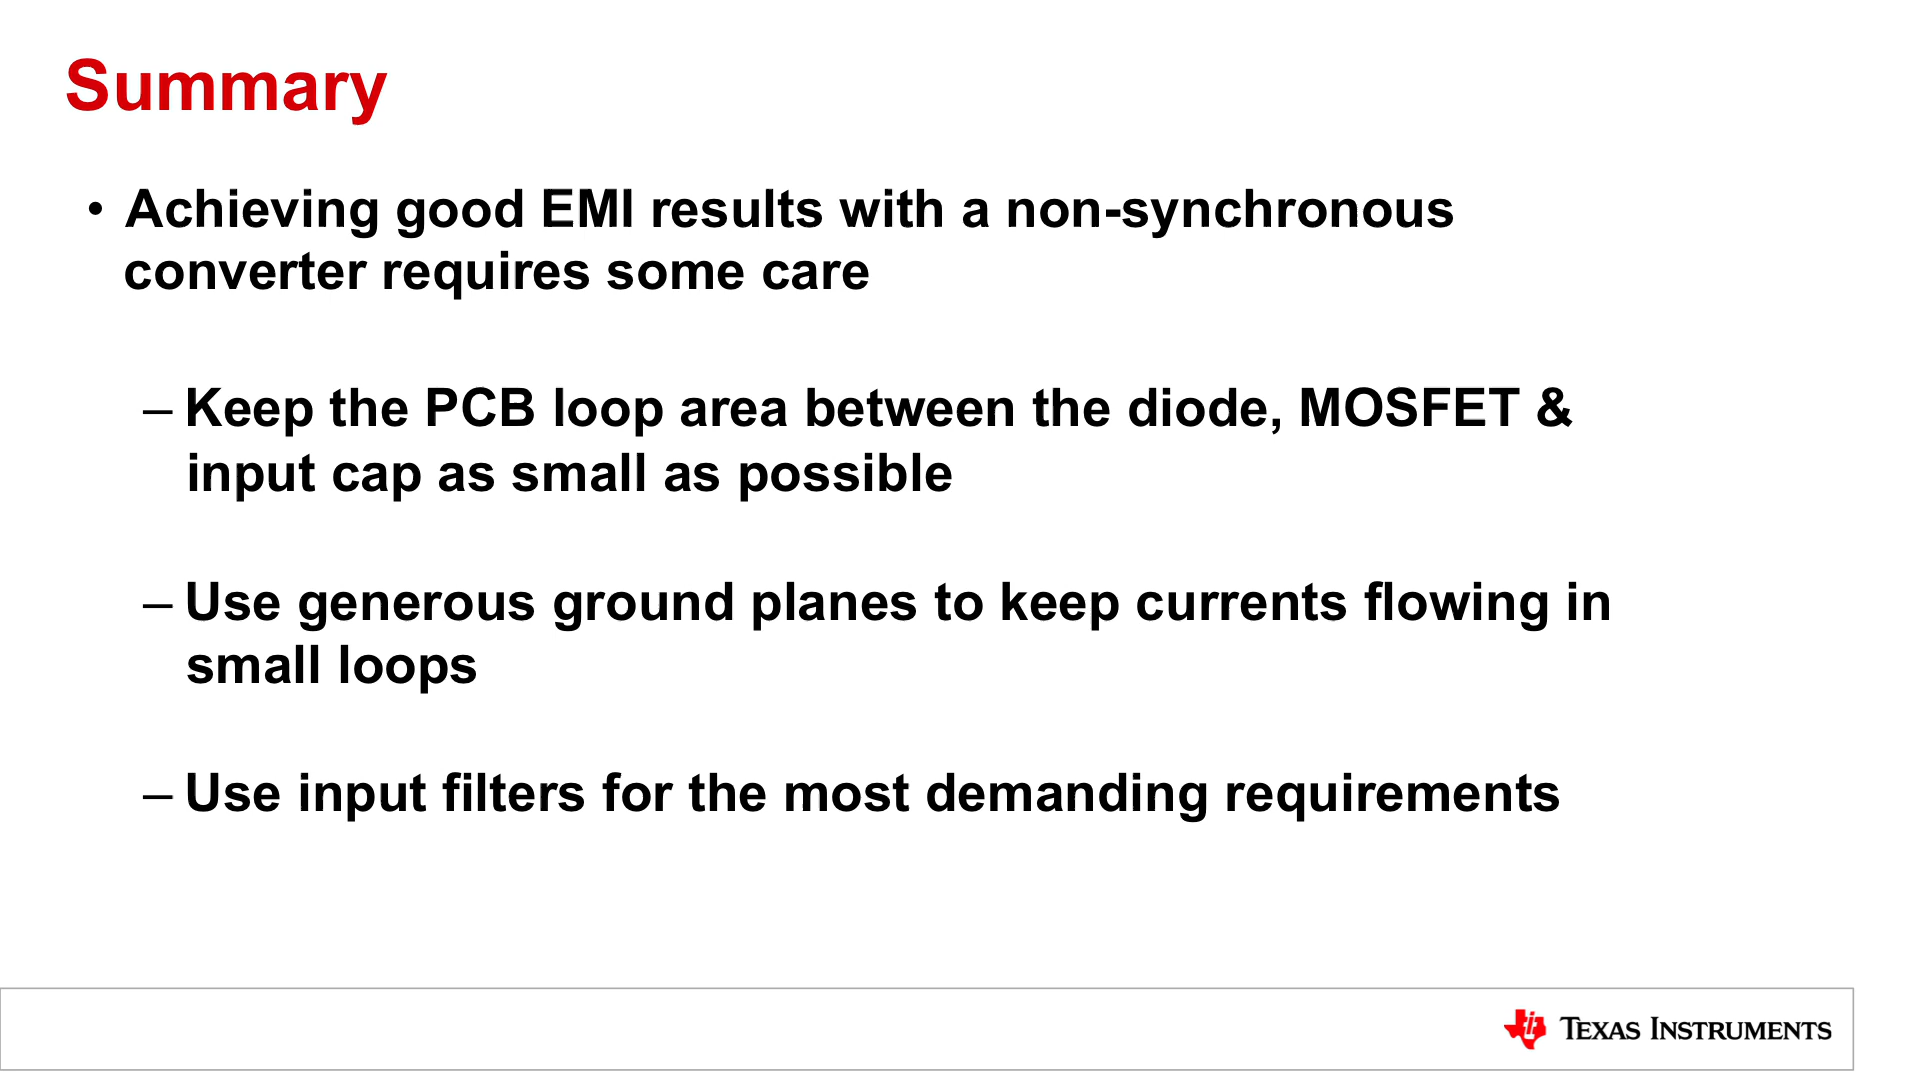 Summary
• Achieving good EMI results with a non-synchronous
converter requires some care
– Keep the PCB loop area between the diode, MOSFET &
input cap as small as possible
– Use generous ground planes to keep currents flowing in
small loops
– Use input filters for the most demanding requirements
TEXAS INSTRUMENTS